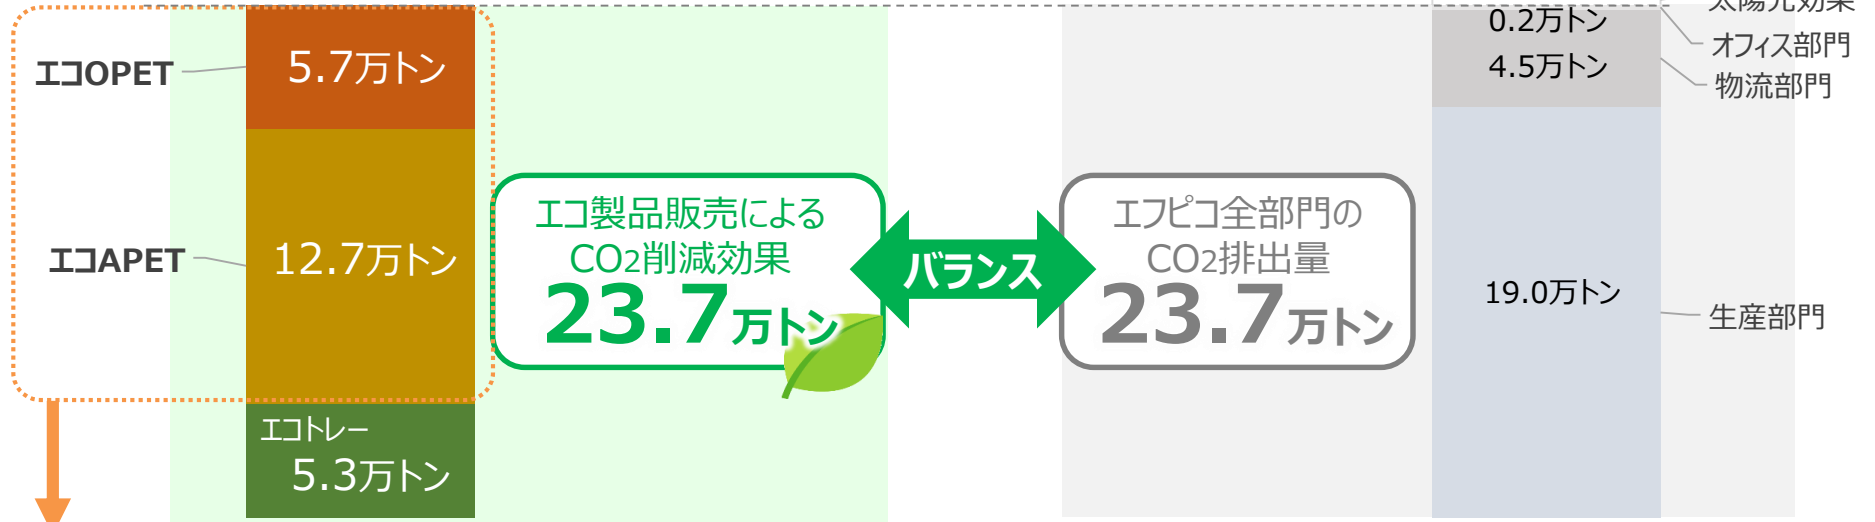 エコOPET
5.7万トン
エコAPET
12.7万トン
エコトレー
5.3万トン
エコ製品販売による
CO2削減効果
23.7万トン
バランス
エフピコ全部門の
CO2排出量
23.7万トン
0.2万トン
4.5万トン
19.0万トン
太陽光効果
オフィス部門
物流部門
生産部門